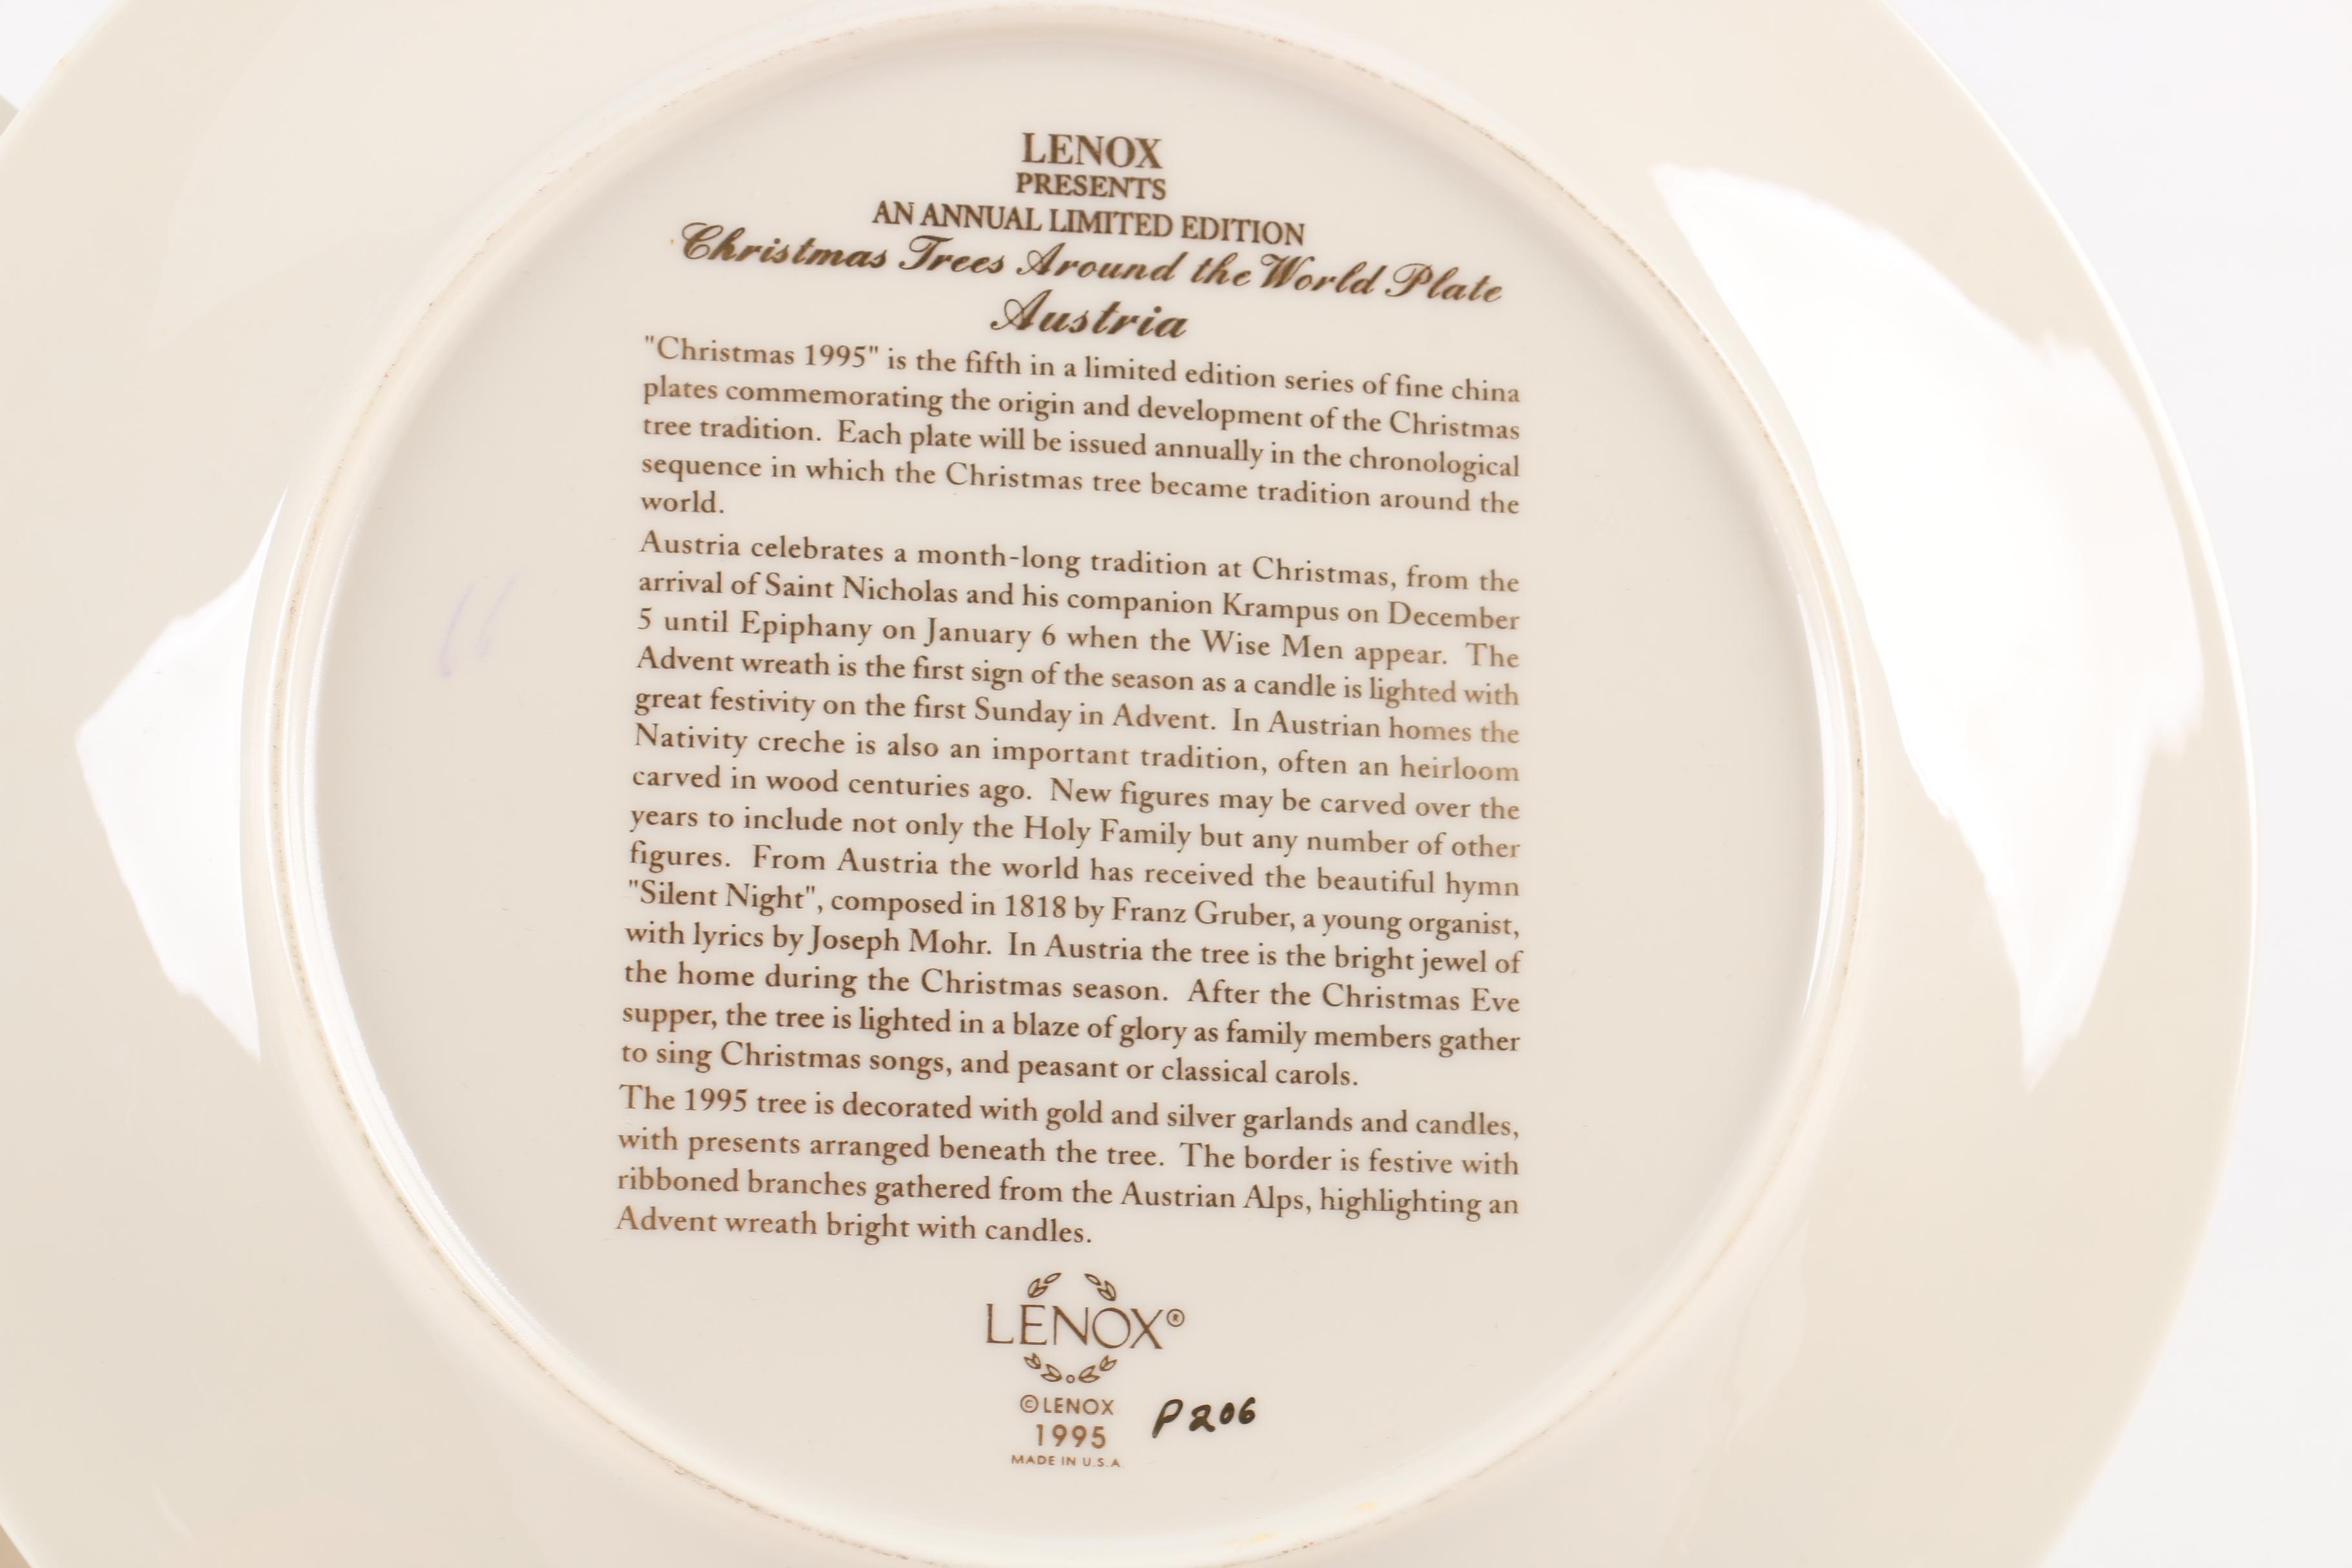 LENOX
PRESENTS
AN ANNUAL LIMITED EDITION
Christmas Trees Around the World Plate
Austria
"Christmas 1995" is the fifth in a limited edition series of fine china
plates commemorating the origin and development of the Christmas
tree tradition. Each plate will be issued annually in the chronological
sequence in which the Christmas tree became tradition around the
world.
Austria celebrates a month-long tradition at Christmas, from the
arrival of Saint Nicholas and his companion Krampus on December
5 until Epiphany on January 6 when the Wise Men appear. The
Advent wreath is the first sign of the season as a candle is lighted with
great festivity on the first Sunday in Advent. In Austrian homes the
Nativity creche is also an important tradition, often an heirloom
carved in wood centuries ago. New figures may be carved over the
years to include not only the Holy Family but any number of other
figures. From Austria the world has received the beautiful hymn
"Silent Night", composed in 1818 by Franz Gruber, a young organist,
with lyrics by Joseph Mohr. In Austria the tree is the bright jewel of
the home during the Christmas season. After the Christmas Eve
supper, the tree is lighted in a blaze of glory as family members gather
to sing Christmas songs, and peasant or classical carols.
The 1995 tree is decorated with gold and silver garlands and candles,
with presents arranged beneath the tree. The border is festive with
ribboned branches gathered from the Austrian Alps, highlighting an
Advent wreath bright with candles.
LENOX®
©LENOX
1995
MADE IN U.S.A
P206